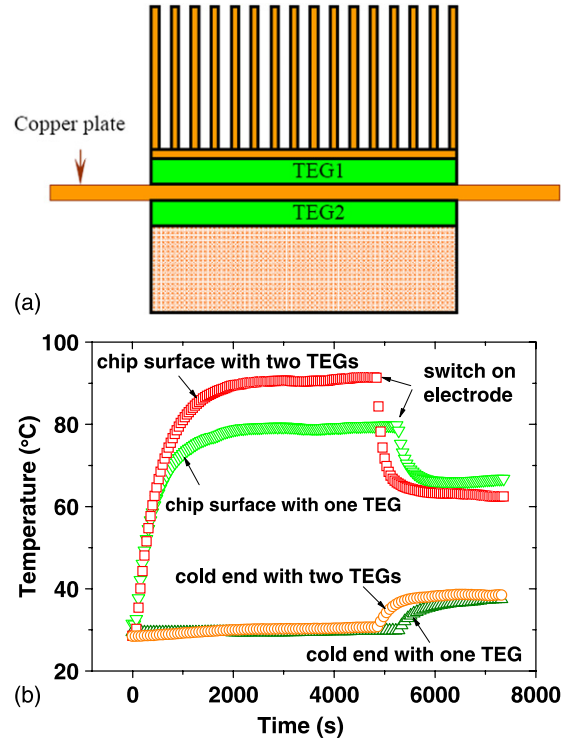 Copper plate
TEG1
TEG2
(a)
100
80
60
40
20
Temperature (°C)
chip surface with two TEGs
switch on
electrode
chip surface with one TEG
cold end with two TEGs
cold end with one TEG
(b)
0
2000
4000
6000
8000
Time (s)